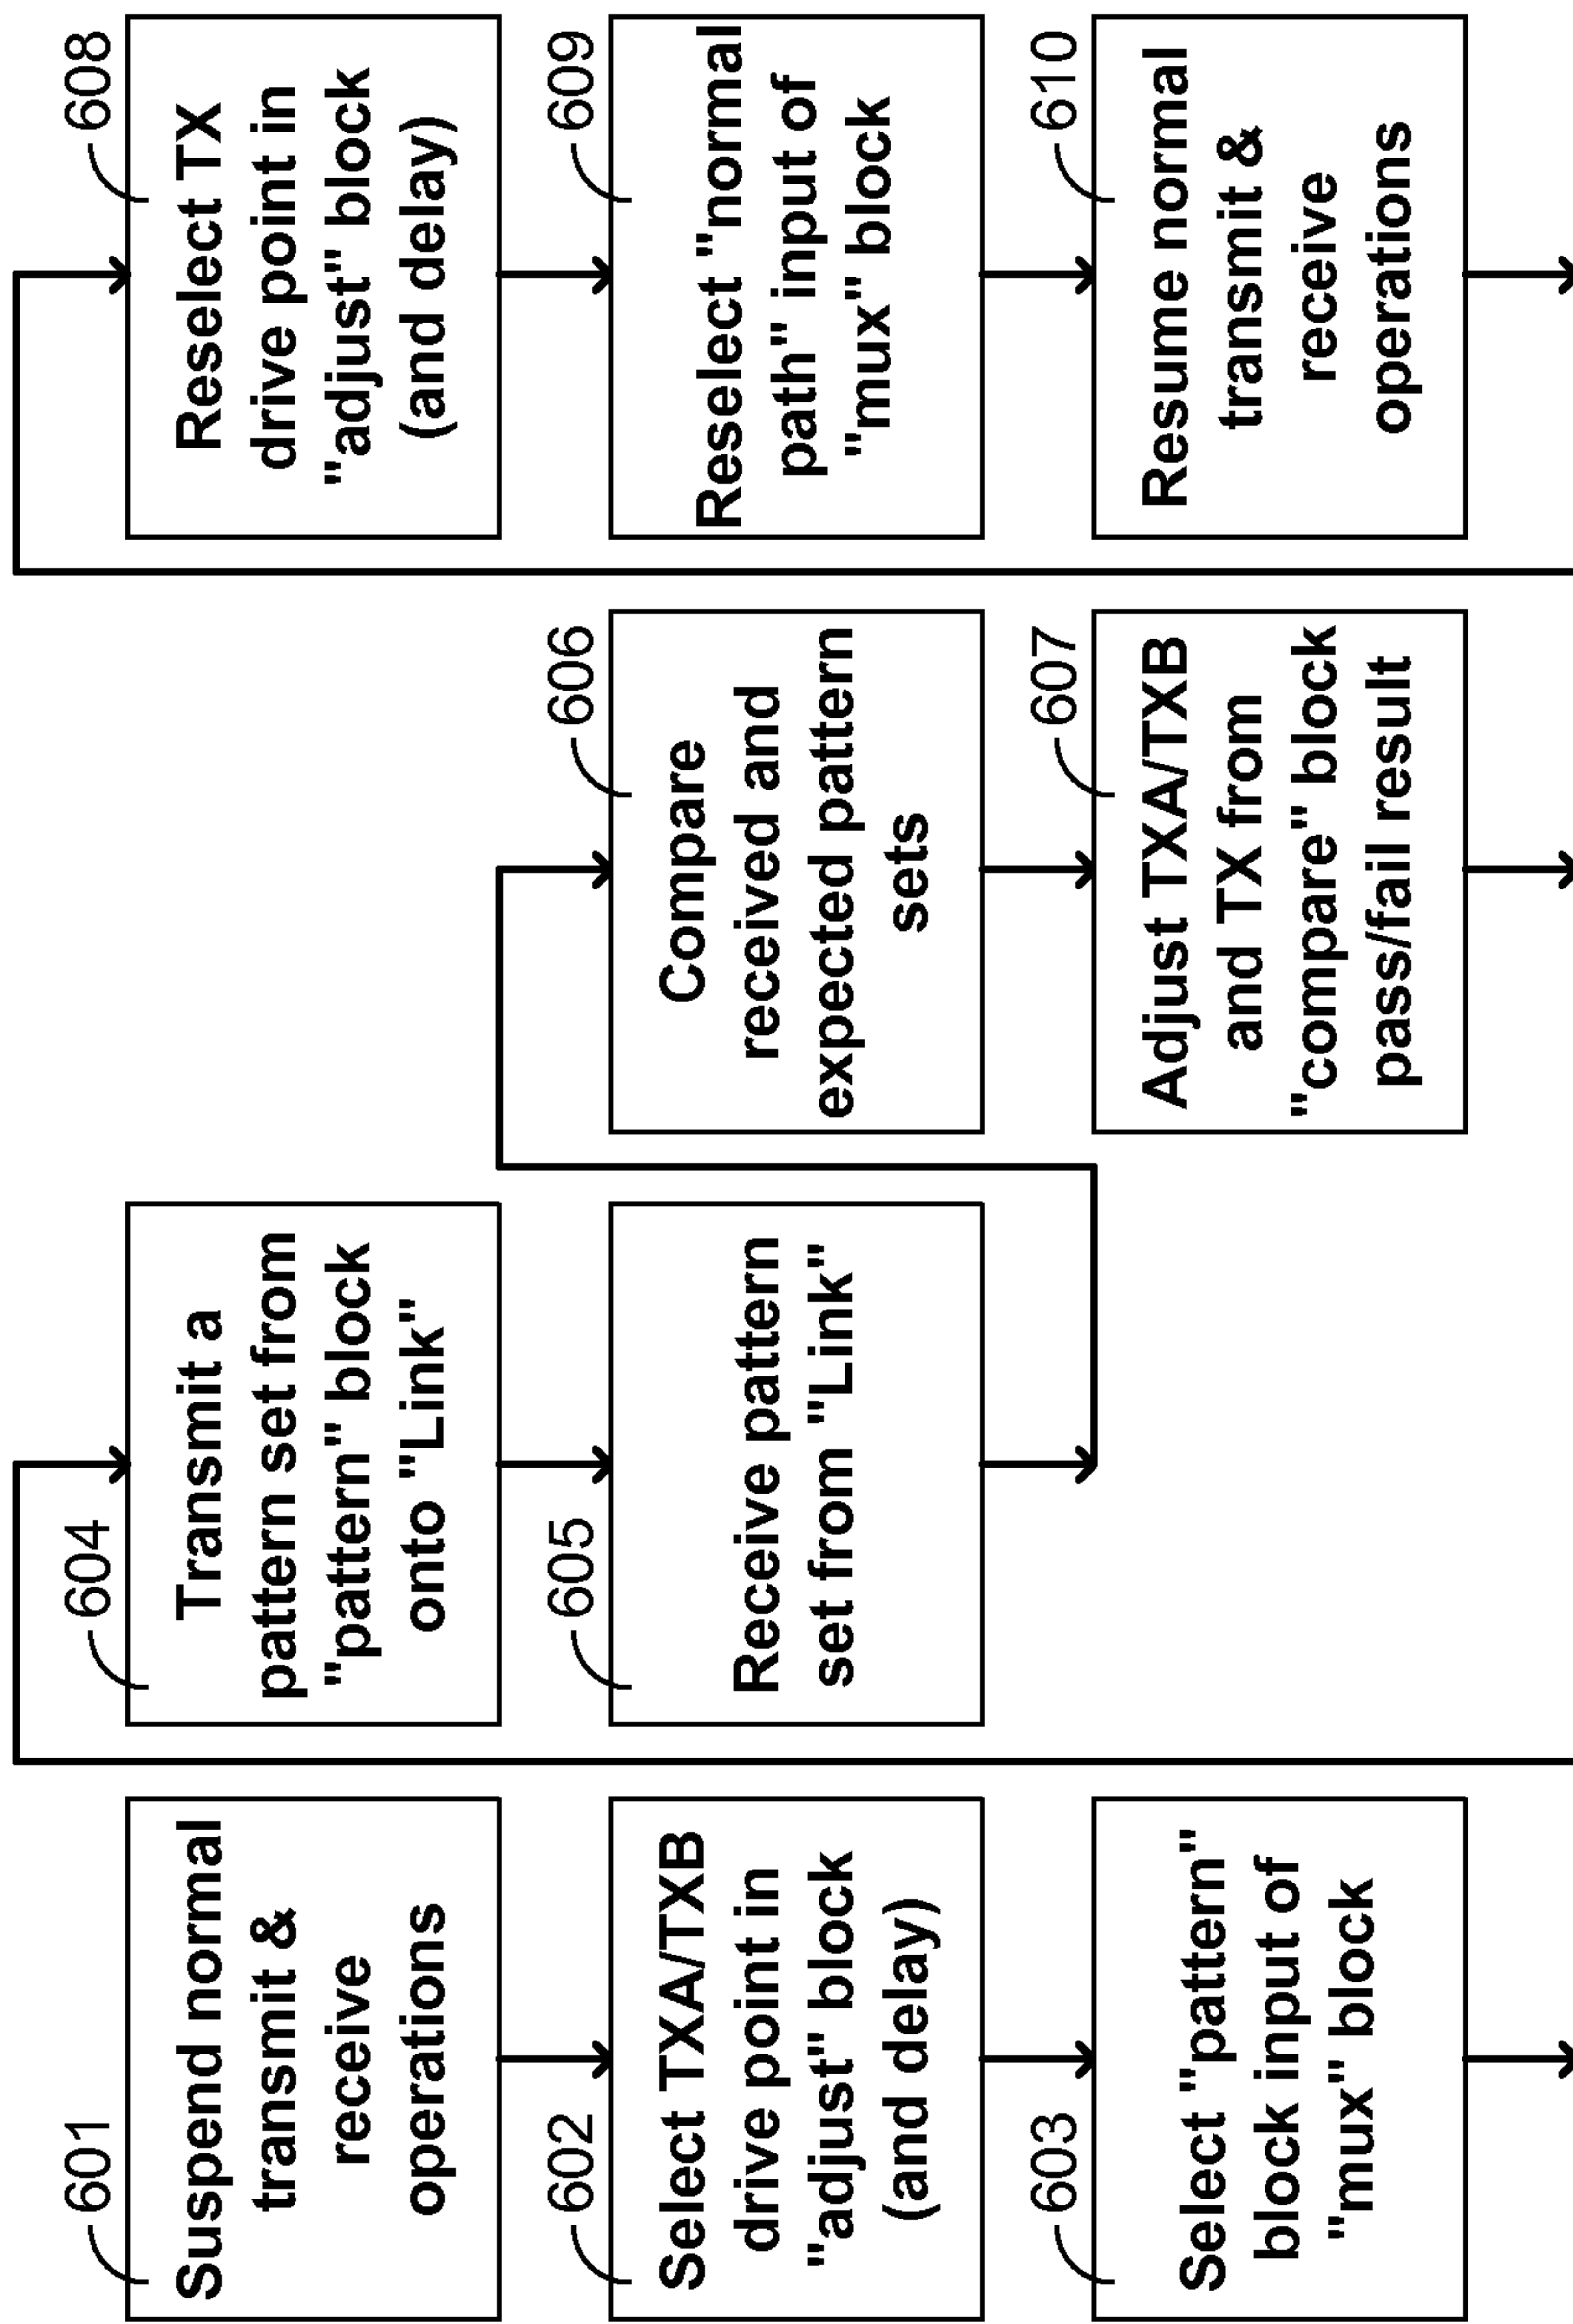 601
Suspend normal
transmit &
receive
operations
602
Select TXA/TXB
drive point in
"adjust" block
(and delay)
603
Select "pattern"
block input of
"mux" block
604
Transmit a
pattern set from
"pattern" block
onto "Link"
605
Receive pattern
set from "Link"
606
Compare
received and
expected pattern
sets
607
Adjust TXA/TXB
and TX from
"compare" block
pass/fail result
608
Reselect TX
drive point in
"adjust" block
(and delay)
609
Reselect "normal
path" input of
"mux" block
610
Resume normal
transmit &
receive
operations